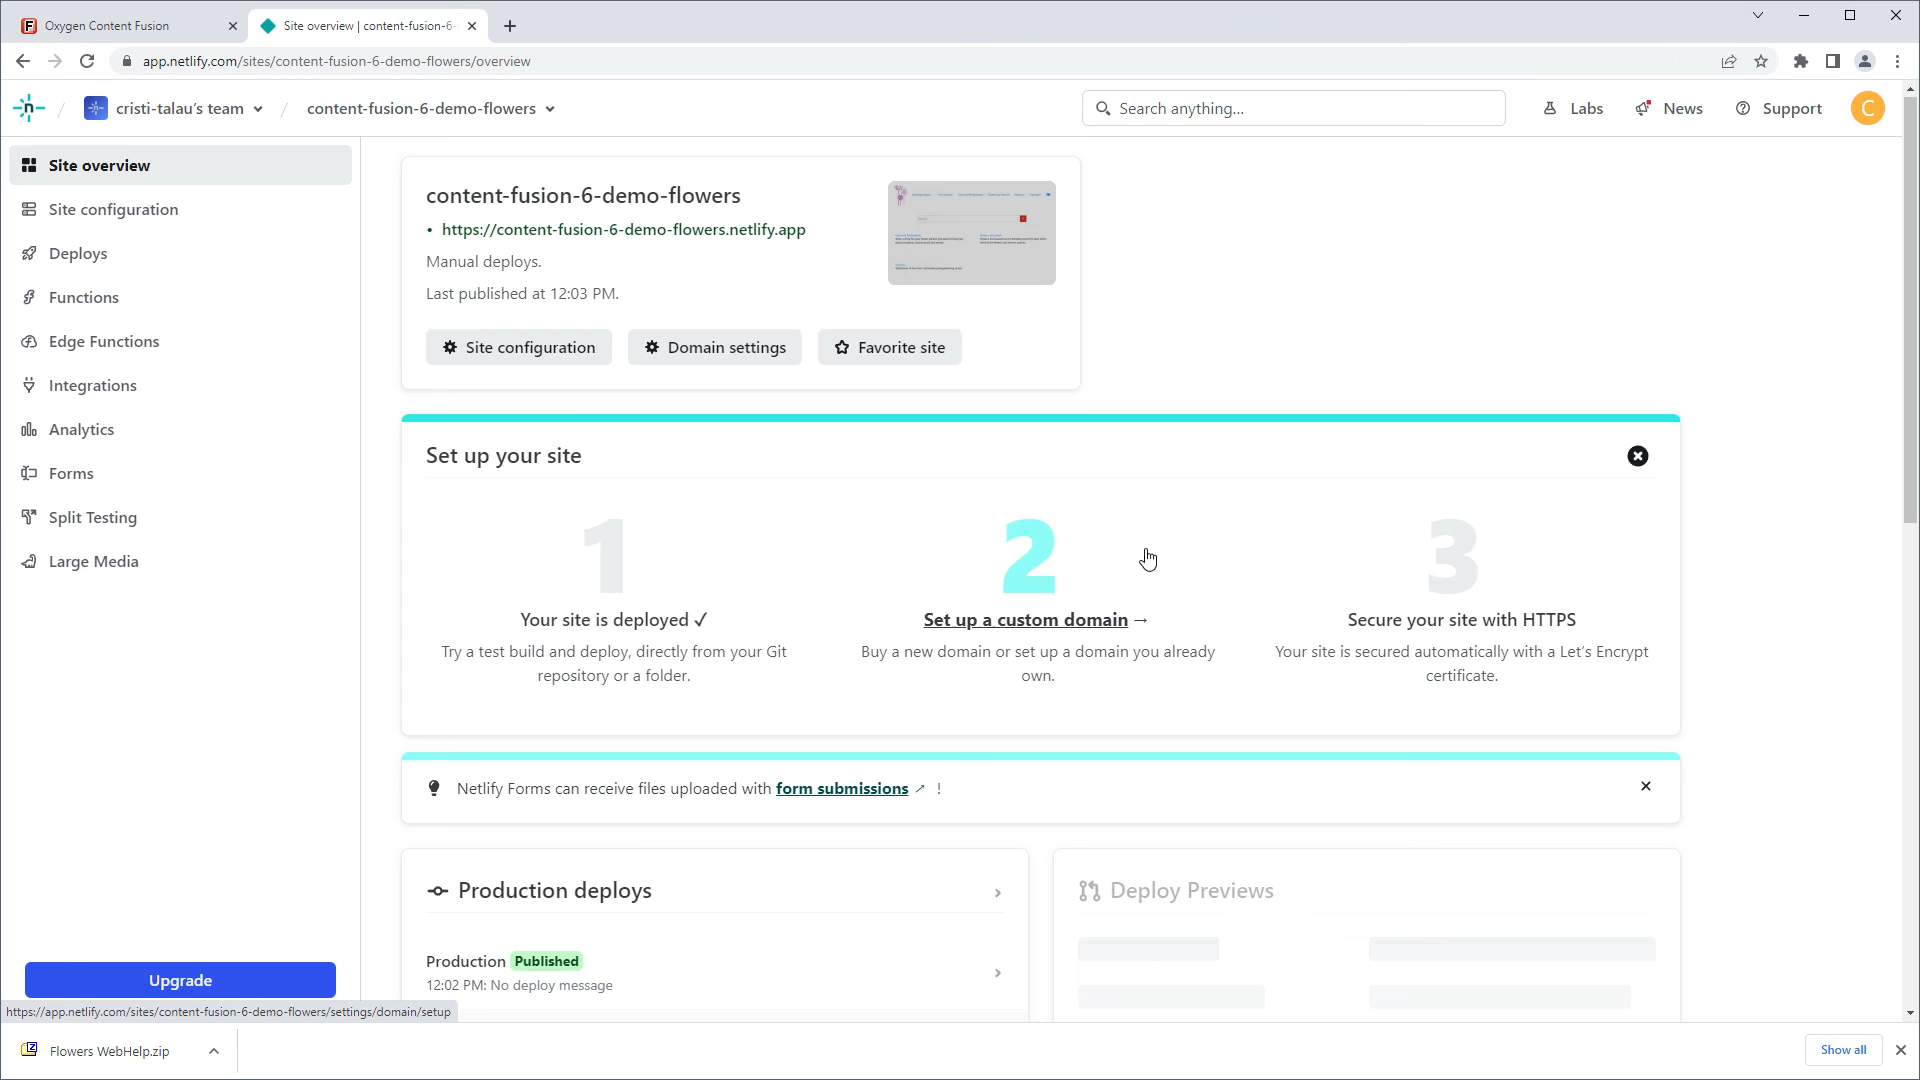 Oxygen Content Fusion
Site overview | content-fusion-6-
app.netlify.com/sites/content-fusion-6-demo-flowers/overview
n / cristi-talau's team / content-fusion-6-demo-flowers
Search anything...
Labs
News
Support
C
Site overview
Site configuration
Deploys
Functions
Edge Functions
Integrations
Analytics
Forms
Split Testing
Large Media
Upgrade
content-fusion-6-demo-flowers
• https://content-fusion-6-demo-flowers.netlify.app
Manual deploys.
Last published at 12:03 PM.
Site configuration
Domain settings
Favorite site
Set up your site
1
Your site is deployed ✓
Try a test build and deploy, directly from your Git
repository or a folder.
2
Set up a custom domain →
Buy a new domain or set up a domain you already
own.
3
Secure your site with HTTPS
Your site is secured automatically with a Let's Encrypt
certificate.
Netlify Forms can receive files uploaded with form submissions ↗ !
Production deploys
Production Published
12:02 PM: No deploy message
Deploy Previews
https://app.netlify.com/sites/content-fusion-6-demo-flowers/settings/domain/setup
Flowers WebHelp.zip
Show all